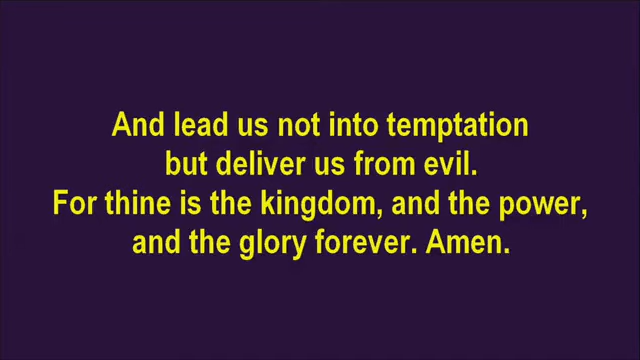 And lead us not into temptation
but deliver us from evil.
For thine is the kingdom, and the power,
and the glory forever. Amen.